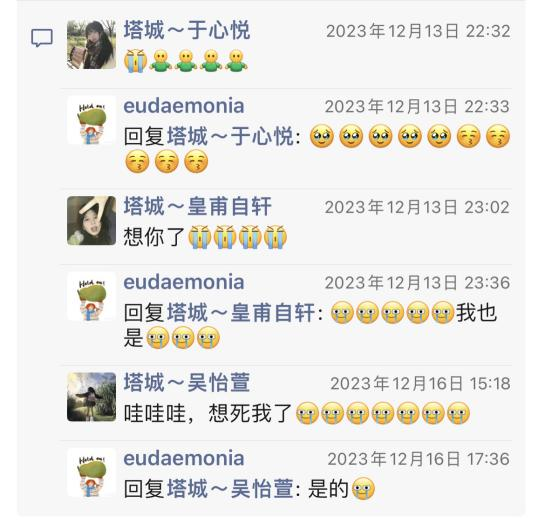 塔城～于心悦 2023年12月13日 22:32
😭🐛🐛🐛🐛
eudaemonia 2023年12月13日 22:33
回复塔城～于心悦: 🥹🥹🥹🥹🥹😚😚
😚😚😚
塔城～皇甫自轩 2023年12月13日 23:02
想你了😭😭😭😭
eudaemonia 2023年12月13日 23:36
回复塔城～皇甫自轩: 🥹🥹🥹🥹🥹我也
是🥹🥹🥹
塔城～吴怡萱 2023年12月16日 15:18
哇哇哇，想死我了🥹🥹🥹🥹🥹🥹🥹
eudaemonia 2023年12月16日 17:36
回复塔城～吴怡萱: 是的🥹